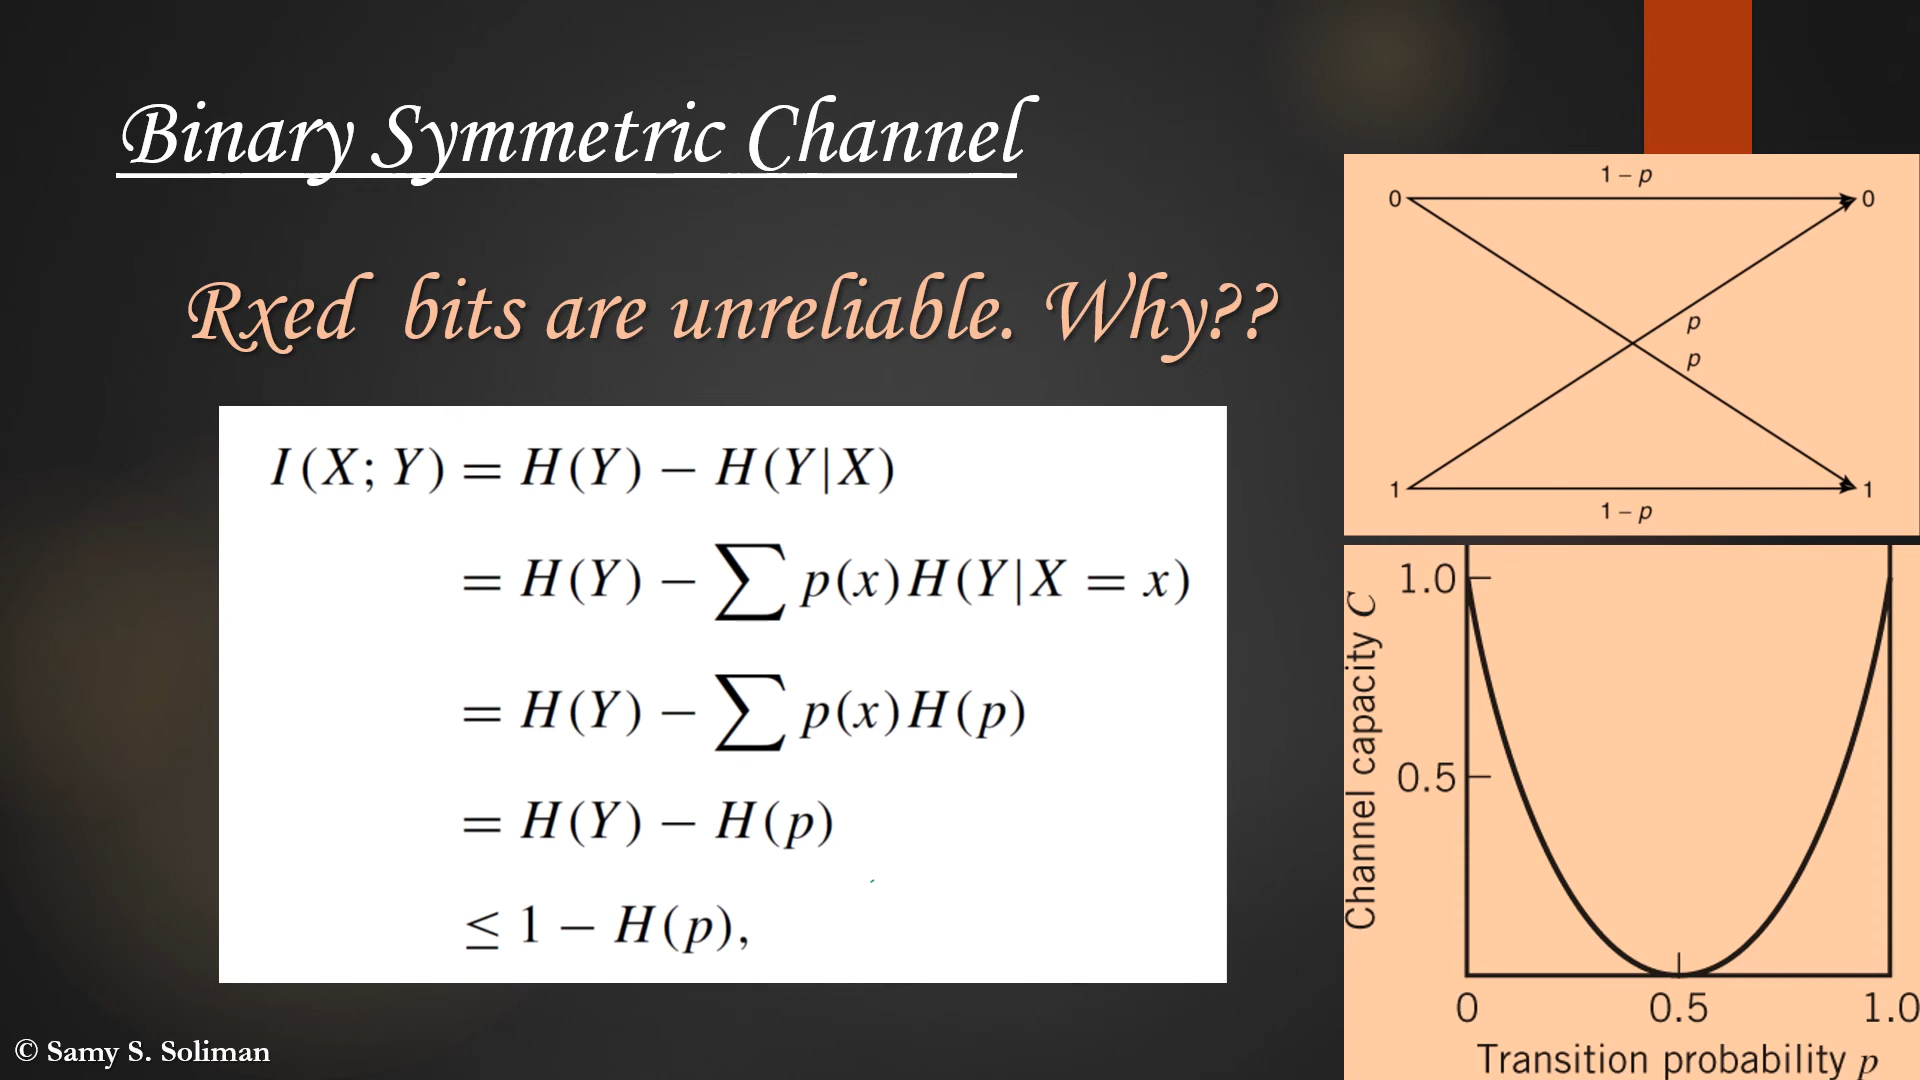 Binary Symmetric Channel
Rxed bits are unreliable. Why??
I(X; Y) = H(Y) − H(Y|X)
= H(Y) − ∑ p(x)H(Y|X = x)
= H(Y) − ∑ p(x)H(p)
= H(Y) − H(p)
≤ 1 − H(p),
1 − p
0 0
p
p
1 1
1 − p
Channel capacity C
1.0
0.5
0 0.5 1.0
Transition probability p
© Samy S. Soliman